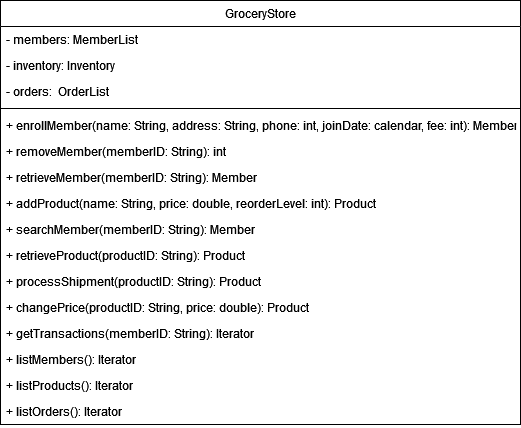 GroceryStore
- members: MemberList
- inventory: Inventory
- orders: OrderList
+ enrollMember(name: String, address: String, phone: int, joinDate: calendar, fee: int): Member
+ removeMember(memberID: String): int
+ retrieveMember(memberID: String): Member
+ addProduct(name: String, price: double, reorderLevel: int): Product
+ searchMember(memberID: String): Member
+ retrieveProduct(productID: String): Product
+ processShipment(productID: String): Product
+ changePrice(productID: String, price: double): Product
+ getTransactions(memberID: String): Iterator
+ listMembers(): Iterator
+ listProducts(): Iterator
+ listOrders(): Iterator